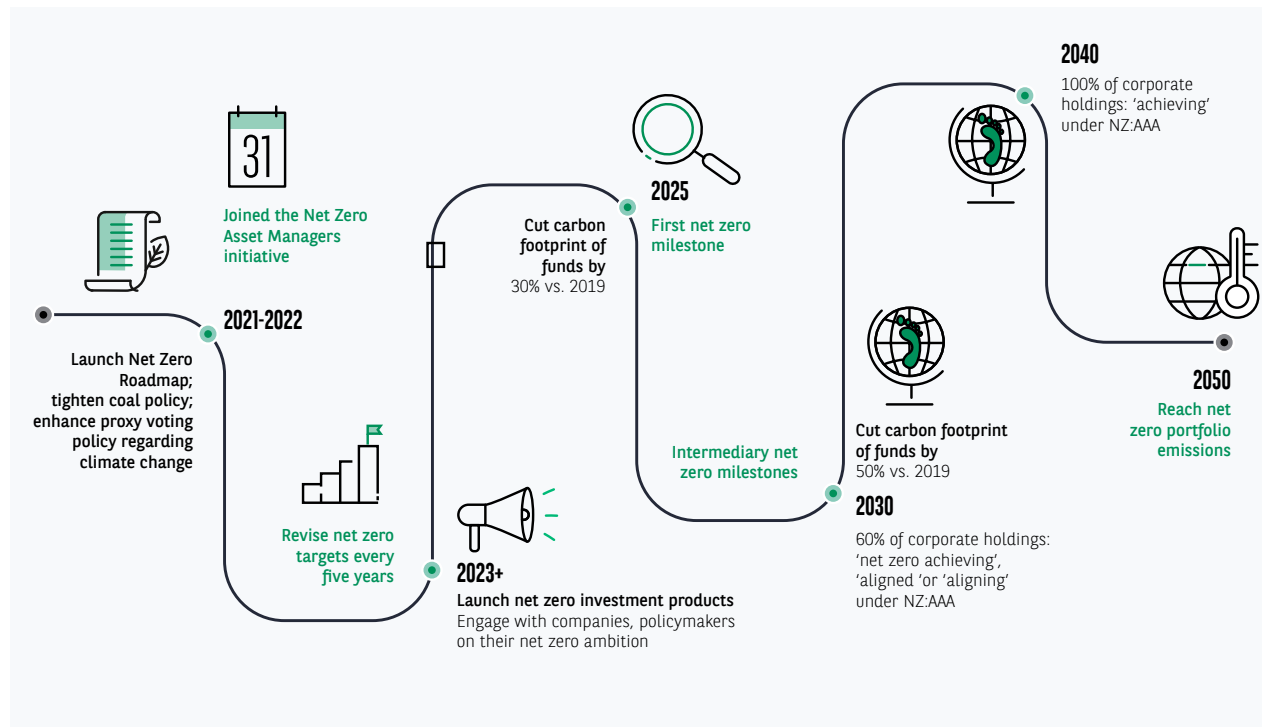 31
Joined the Net Zero
Asset Managers
initiative
2021-2022
Launch Net Zero
Roadmap;
tighten coal policy;
enhance proxy voting
policy regarding
climate change
Revise net zero
targets every
five years
2023+
Launch net zero investment products
Engage with companies, policymakers
on their net zero ambition
Cut carbon
footprint of
funds by
30% vs. 2019
2025
First net zero
milestone
Intermediary net
zero milestones
Cut carbon footprint
of funds by
50% vs. 2019
2030
60% of corporate holdings:
‘net zero achieving’,
‘aligned ‘or ‘aligning’
under NZ:AAA
2040
100% of corporate
holdings: ‘achieving’
under NZ:AAA
2050
Reach net
zero portfolio
emissions